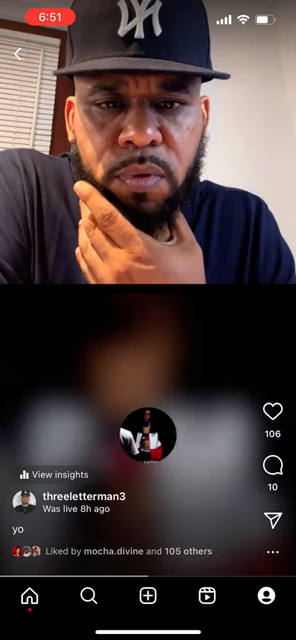 6:51
NY
106
10
View insights
threeletterman3
Was live 8h ago
yo
Liked by mocha.divine and 105 others